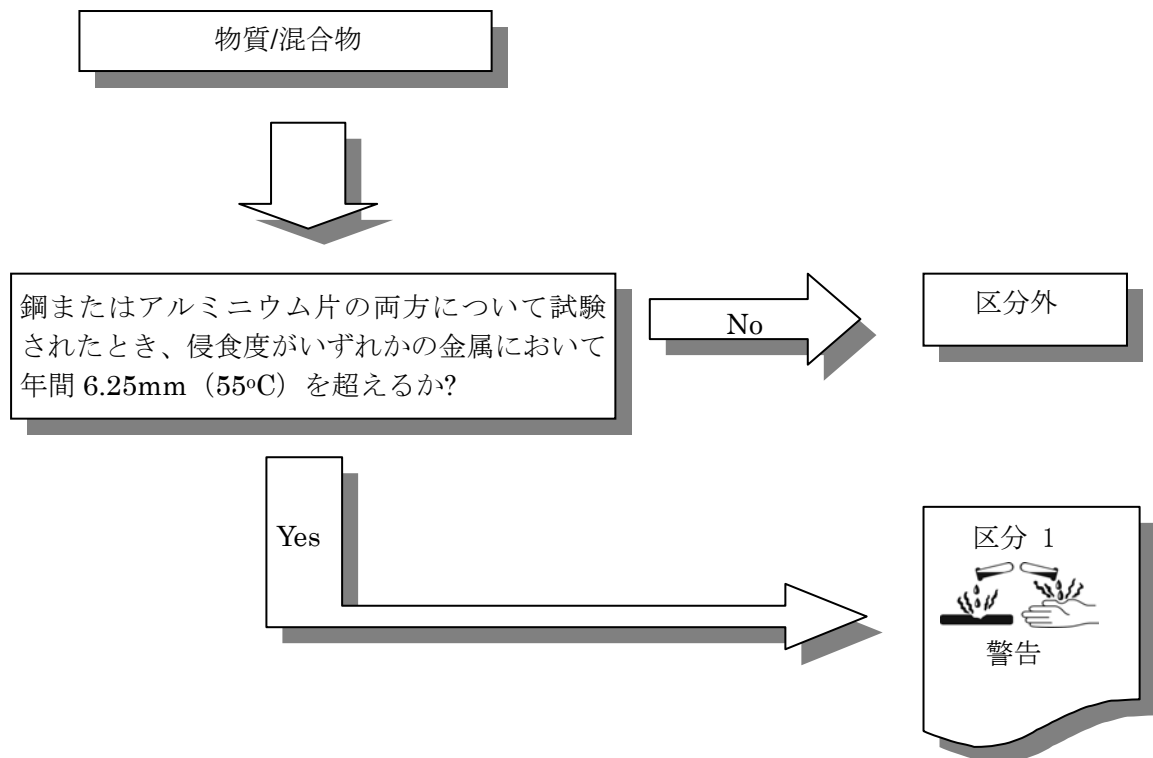 物質/混合物
鋼またはアルミニウム片の両方について試験
されたとき、侵食度がいずれかの金属において
年間 6.25mm（55ºC）を超えるか?
No
区分外
Yes
区分 1
警告